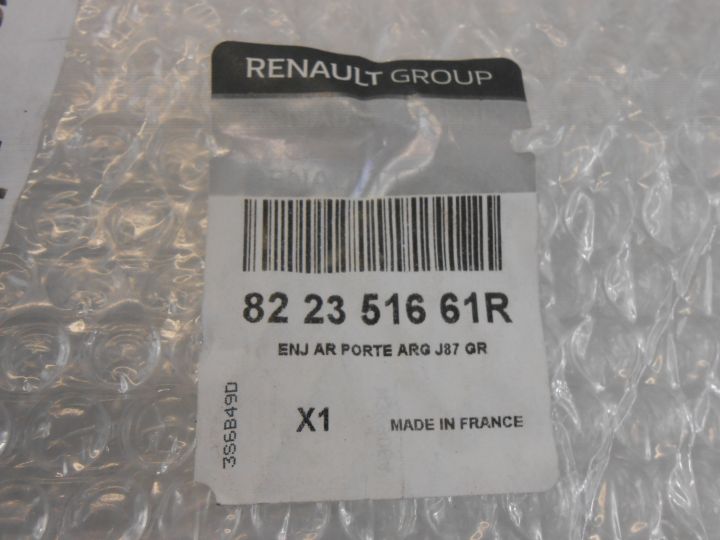 RENAULT GROUP
82 23 516 61R
ENJ AR PORTE ARG J87 GR
3S6B49D
X1
MADE IN FRANCE